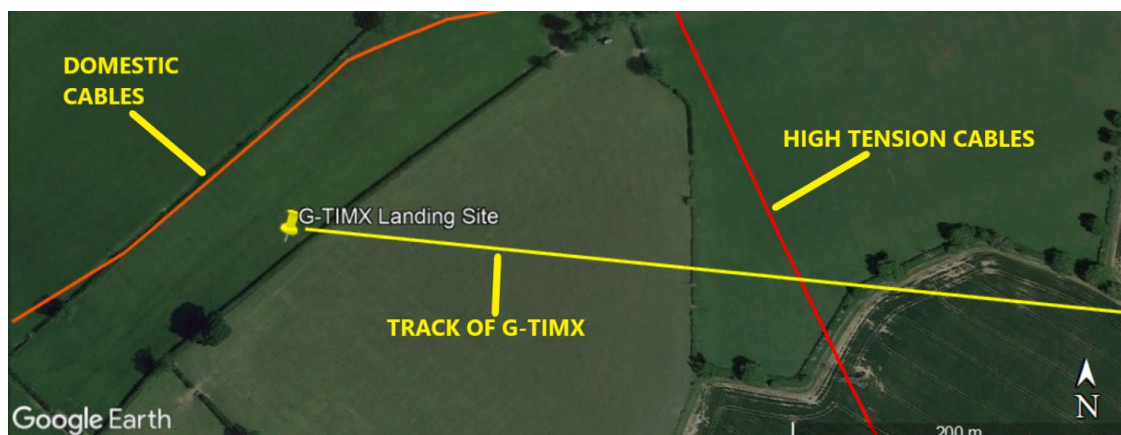 DOMESTIC
CABLES
HIGH TENSION CABLES
G-TIMX Landing Site
TRACK OF G-TIMX
N
Google Earth
200 m